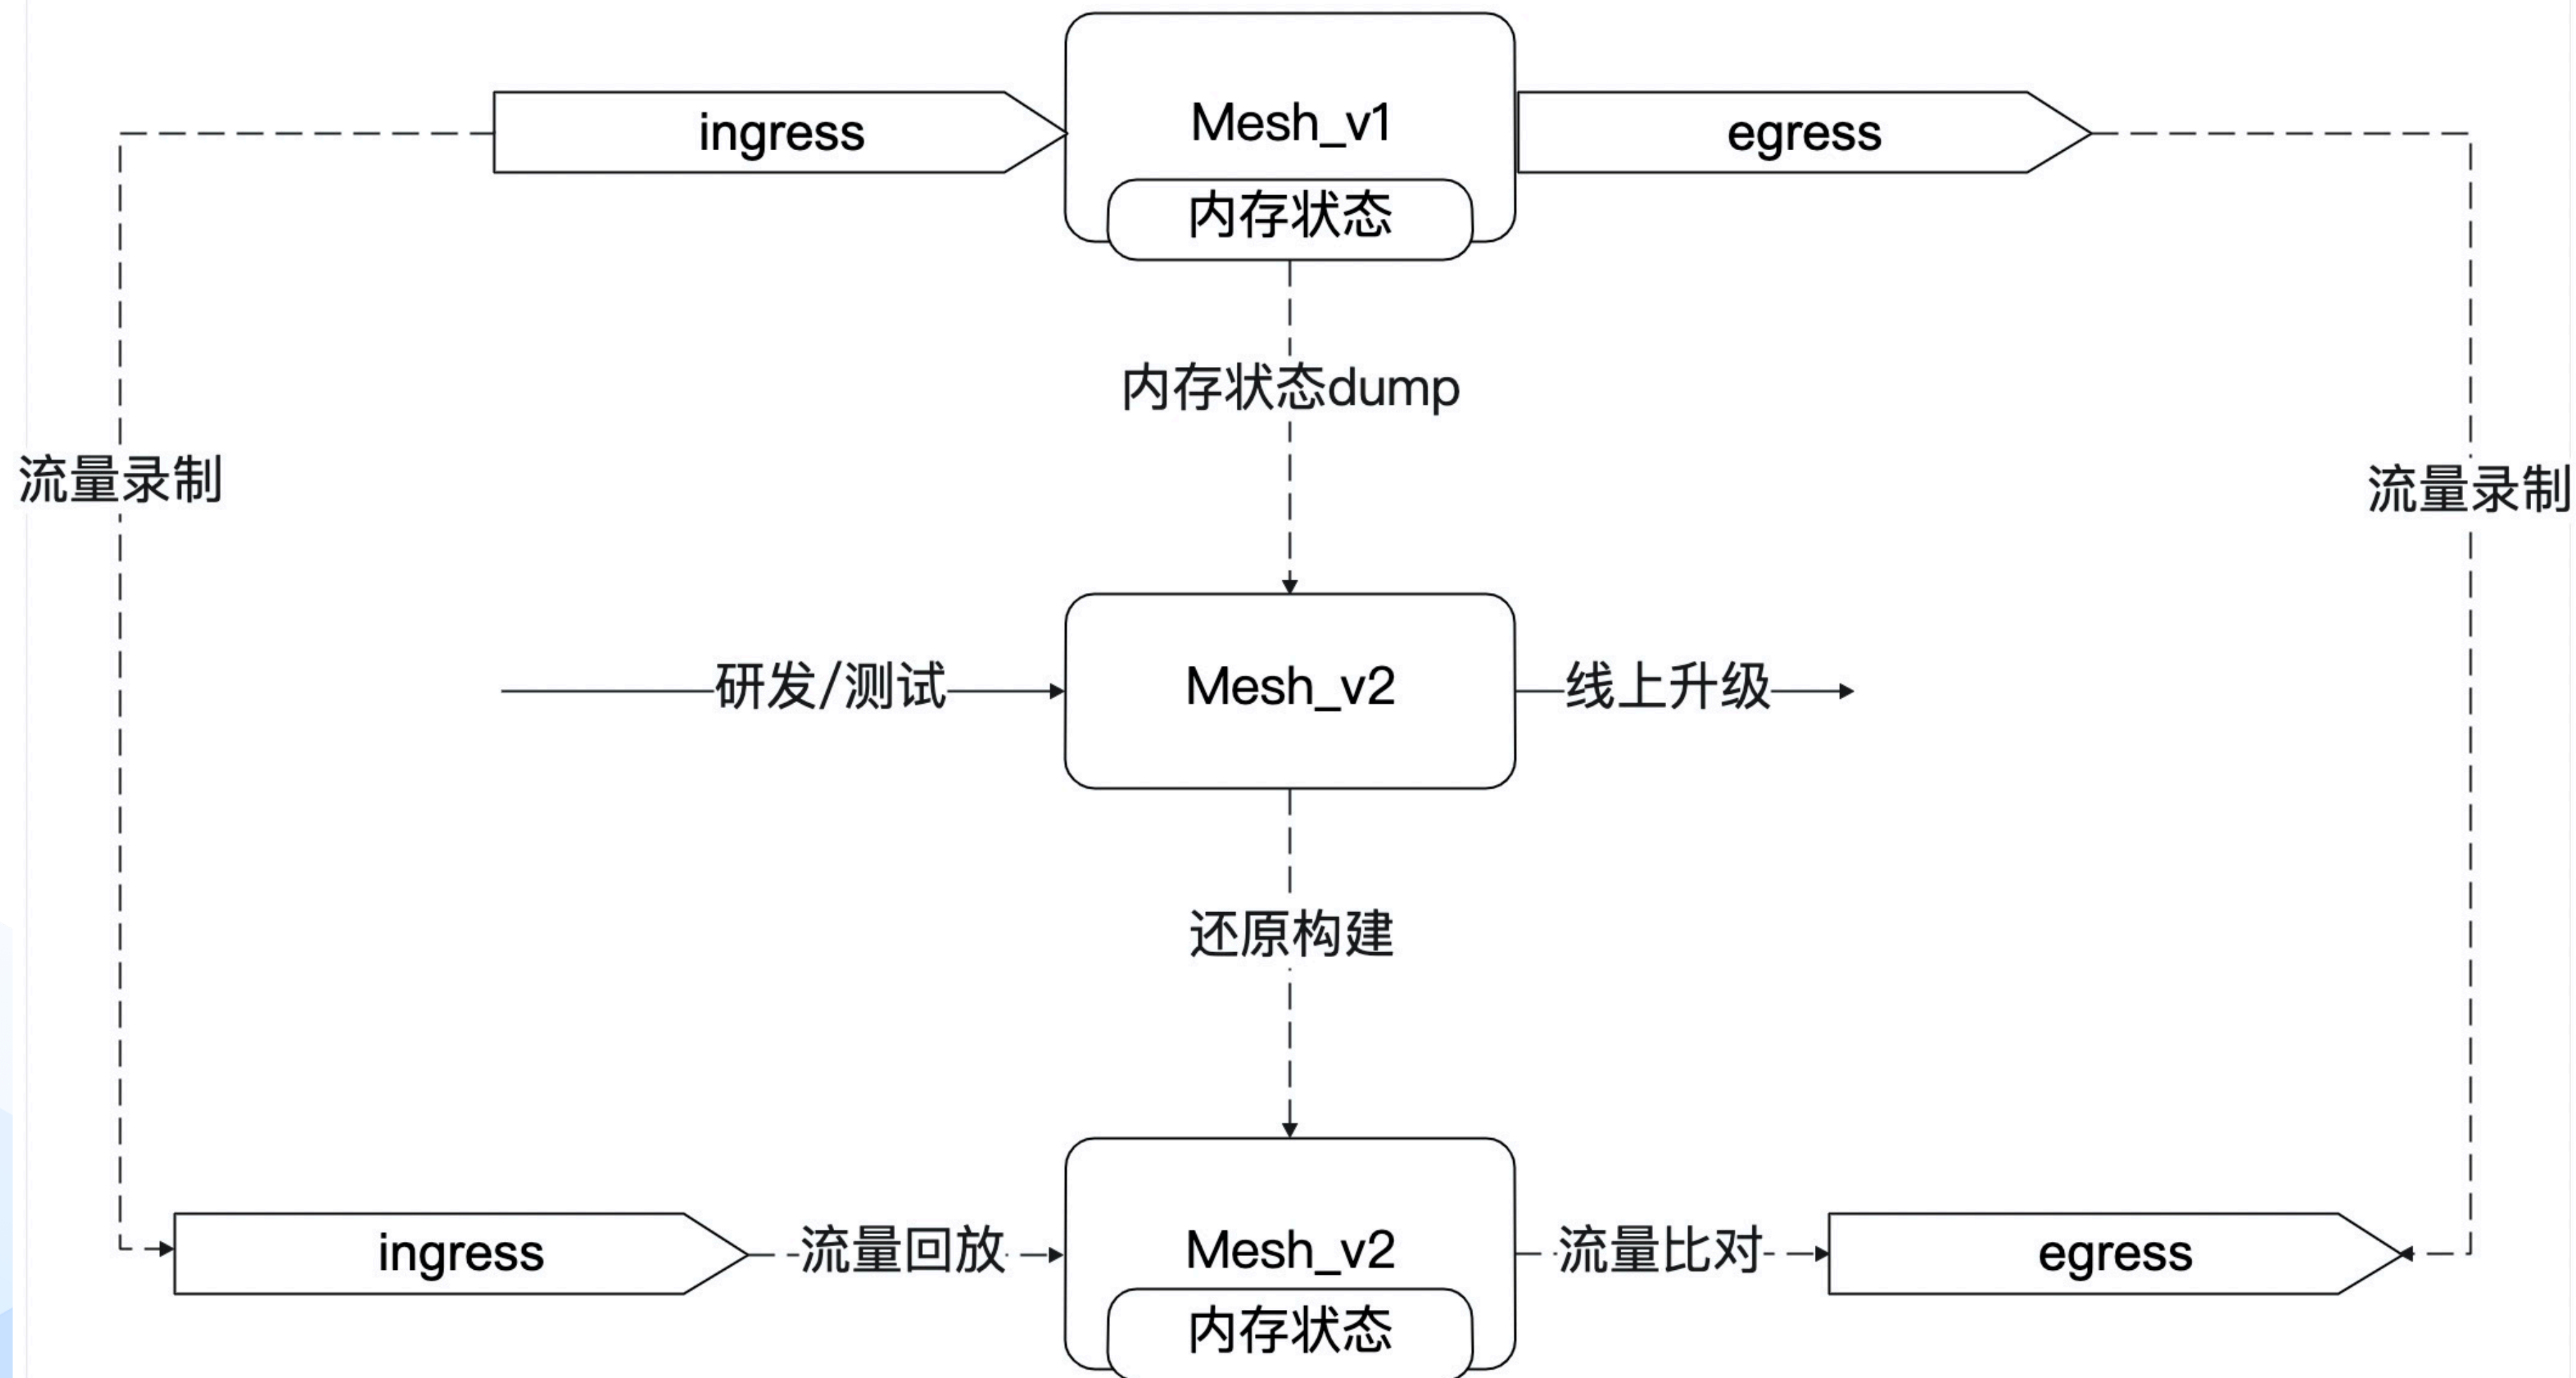 ingress
Mesh_v1
egress
内存状态
内存状态dump
流量录制
流量录制
研发/测试
Mesh_v2
线上升级
还原构建
ingress
流量回放
Mesh_v2
流量比对
egress
内存状态